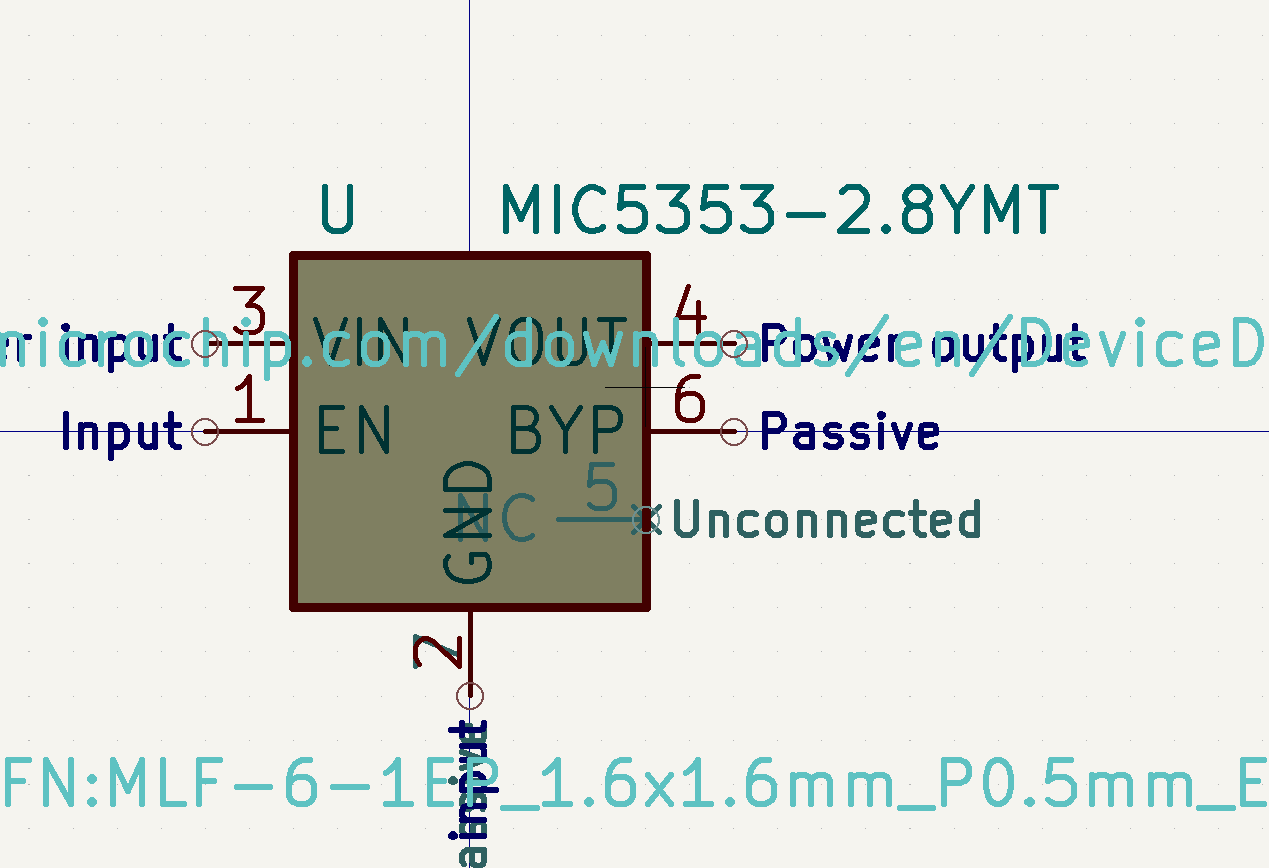 U MIC5353-2.8YMT
3 4
er input VIN VOUT Power output
microchip.com/downloads/en/DeviceD
1 6
Input EN BYP Passive
5
NC Unconnected
GND
2
input
FN:MLF-6-1EP_1.6x1.6mm_P0.5mm_E